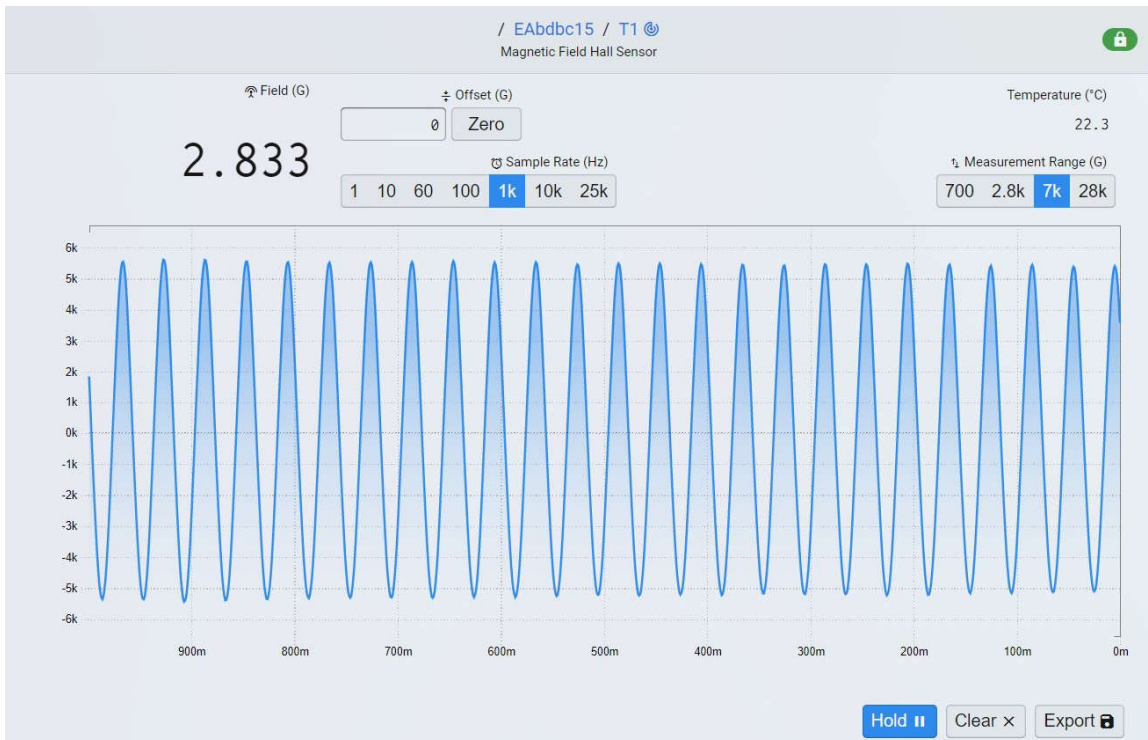 / EAbdbc15 / T1
Magnetic Field Hall Sensor
Field (G)
2.833
Offset (G)
0 Zero
Sample Rate (Hz)
1 10 60 100 1k 10k 25k
Temperature (°C)
22.3
Measurement Range (G)
700 2.8k 7k 28k
6k
5k
4k
3k
2k
1k
0k
-1k
-2k
-3k
-4k
-5k
-6k
900m 800m 700m 600m 500m 400m 300m 200m 100m 0m
Hold Clear Export